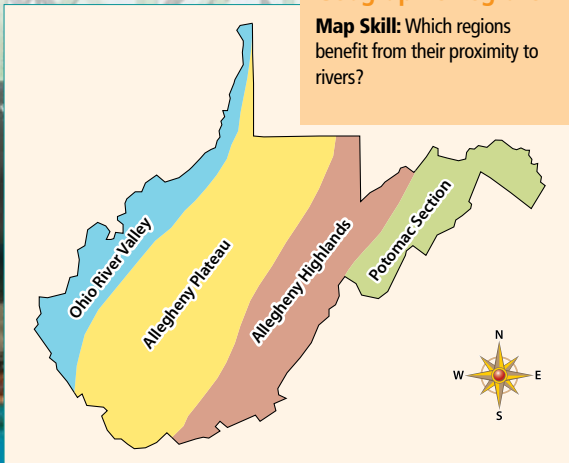 Map Skill: Which regions
benefit from their proximity to
rivers?
Ohio River Valley
Allegheny Plateau
Allegheny Highlands
Potomac Section
N
W
E
S